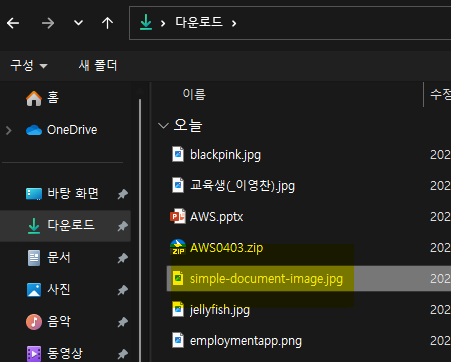 다운로드
구성
새 폴더
홈
OneDrive
바탕 화면
다운로드
문서
사진
음악
동영상
이름
수정
오늘
blackpink.jpg 202
교육생(_이영찬).jpg 202
AWS.pptx 202
ZIP AWS0403.zip 202
simple-document-image.jpg 202
jellyfish.jpg 202
employmentapp.png 202